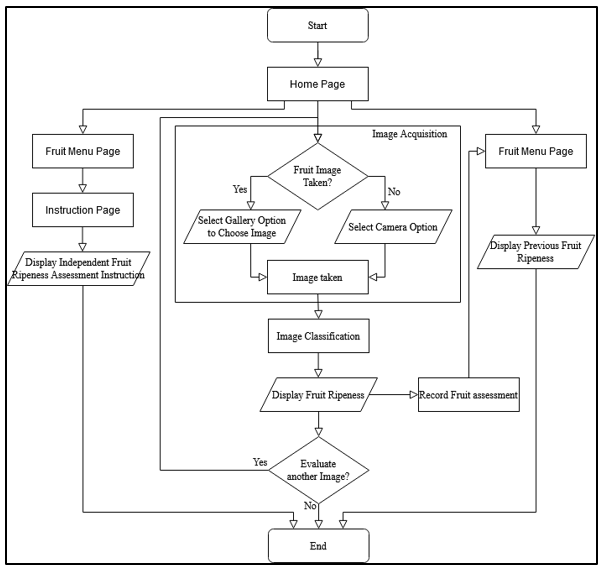 Start
Home Page
Image Acquisition
Fruit Menu Page
Fruit Image
Taken?
Fruit Menu Page
Yes
No
Instruction Page
Select Gallery Option
to Choose Image
Select Camera Option
Display Previous Fruit
Ripeness
Display Independent Fruit
Ripeness Assessment Instruction
Image taken
Image Classification
Display Fruit Ripeness
Record Fruit assessment
Yes
Evaluate
another Image?
No
End